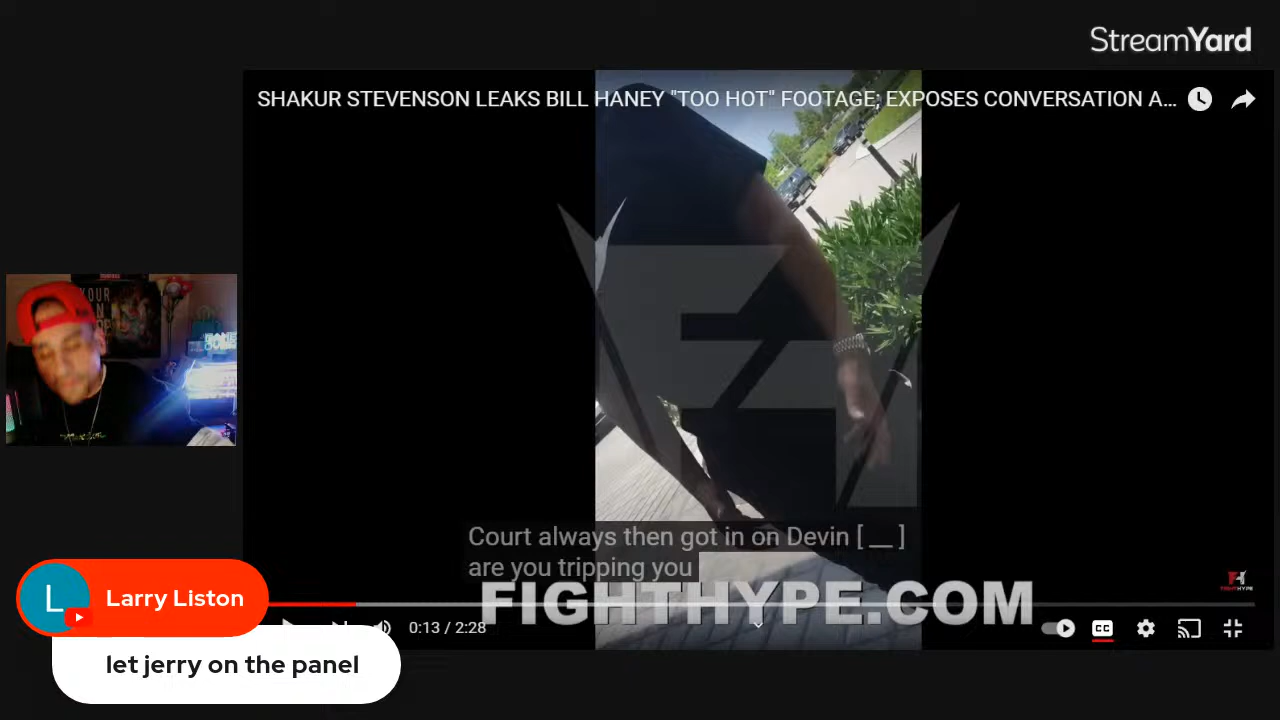 StreamYard
SHAKUR STEVENSON LEAKS BILL HANEY "TOO HOT" FOOTAGE; EXPOSES CONVERSATION A...
Court always then got in on Devin [ __ ]
are you tripping you
FIGHTHYPE.COM
0:13 / 2:28
CC
L
Larry Liston
let jerry on the panel